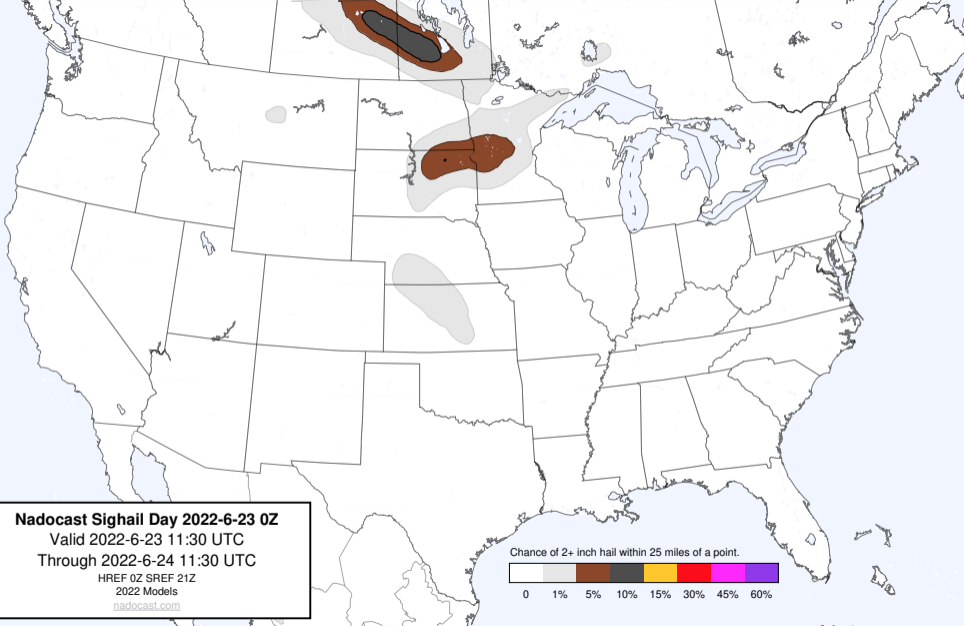 Nadocast Sighail Day 2022-6-23 0Z
Valid 2022-6-23 11:30 UTC
Through 2022-6-24 11:30 UTC
HREF 0Z SREF 21Z
2022 Models
nadocast.com
Chance of 2+ inch hail within 25 miles of a point.
0 1% 5% 10% 15% 30% 45% 60%